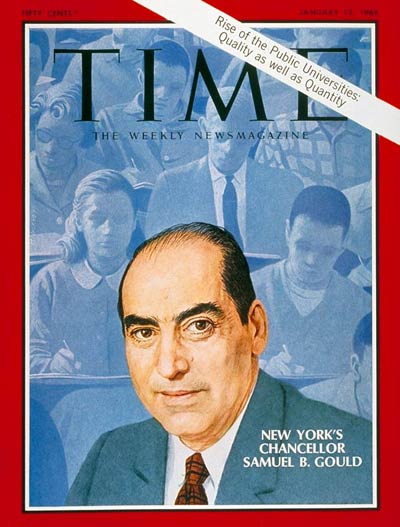 FIFTY CENTS
JANUARY 12, 1968
Rise of the Public Universities:
Quality as well as Quantity
TIME
THE WEEKLY NEWSMAGAZINE
NEW YORK'S
CHANCELLOR
SAMUEL B. GOULD